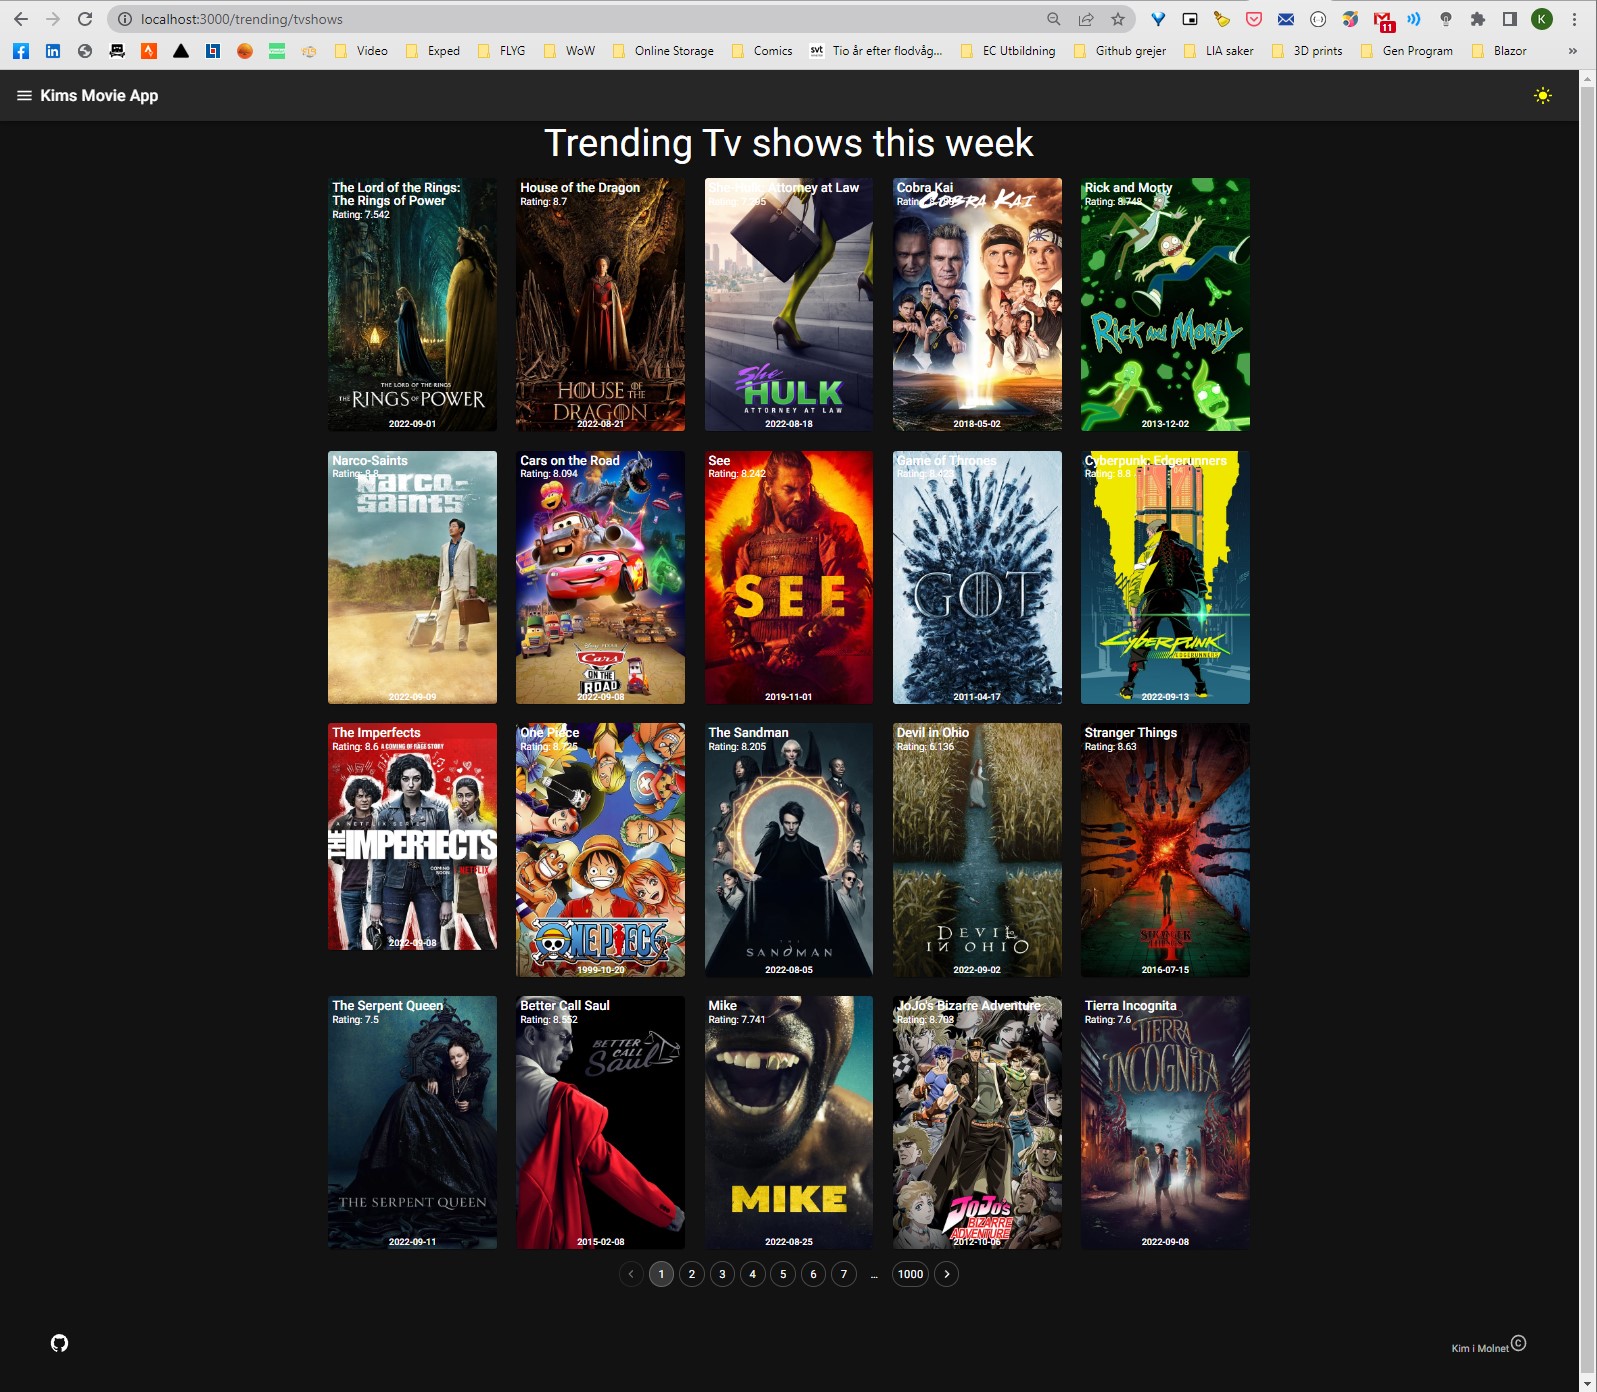 localhost:3000/trending/tvshows
11
K
Video
Exped
FLYG
WoW
Online Storage
Comics
svt
Tio år efter flodvåg...
EC Utbildning
Github grejer
LIA saker
3D prints
Gen Program
Blazor
»
Kims Movie App
Trending Tv shows this week
The Lord of the Rings:
The Rings of Power
Rating: 7.542
THE LORD OF THE RINGS
THE RINGS OF POWER
2022-09-01
House of the Dragon
Rating: 8.7
HOUSE OF THE
DRAGON
2022-08-21
She-Hulk: Attorney at Law
Rating: 7.295
She
HULK
ATTORNEY AT LAW
2022-08-18
Cobra Kai
Rating:
COBRA KAI
2018-05-02
Rick and Morty
Rating: 8.748
Rick and Morty
2013-12-02
Narco-Saints
Rating: 8.8
Narco-
saints
2022-09-09
Cars on the Road
Rating: 8.094
Cars
ON THE
ROAD
2022-09-08
See
Rating: 8.242
SEE
2019-11-01
Game of Thrones
Rating:
GOT
2011-04-17
Cyberpunk: Edgerunners
Rating: 8.8
CYBERPUNK
EDGERUNNERS
2022-09-13
The Imperfects
Rating: 8.6
A COMING OF RAGE STORY
A NETFLIX SERIES
THE IMPERFECTS
COMING
SOON
NETFLIX
2022-09-08
One Piece
Rating: 8.725
ONE PIECE
1999-10-20
The Sandman
Rating: 8.205
THE
SANDMAN
2022-08-05
Devil in Ohio
Rating: 6.136
DEVIL
IN OHIO
2022-09-02
Stranger Things
Rating: 8.63
STRANGER
THINGS
4
2016-07-15
The Serpent Queen
Rating: 7.5
THE SERPENT QUEEN
2022-09-11
Better Call Saul
Rating: 8.552
BETTER
CALL
Saul
2015-02-08
Mike
Rating: 7.741
MIKE
2022-08-25
JoJo's Bizarre Adventure
Rating: 8.703
JOJO'S
BIZARRE
ADVENTURE
2012-10-06
Tierra Incognita
Rating: 7.6
TIERRA
INCOGNITA
2022-09-08
1 2 3 4 5 6 7 … 1000
Kim i Molnet ©